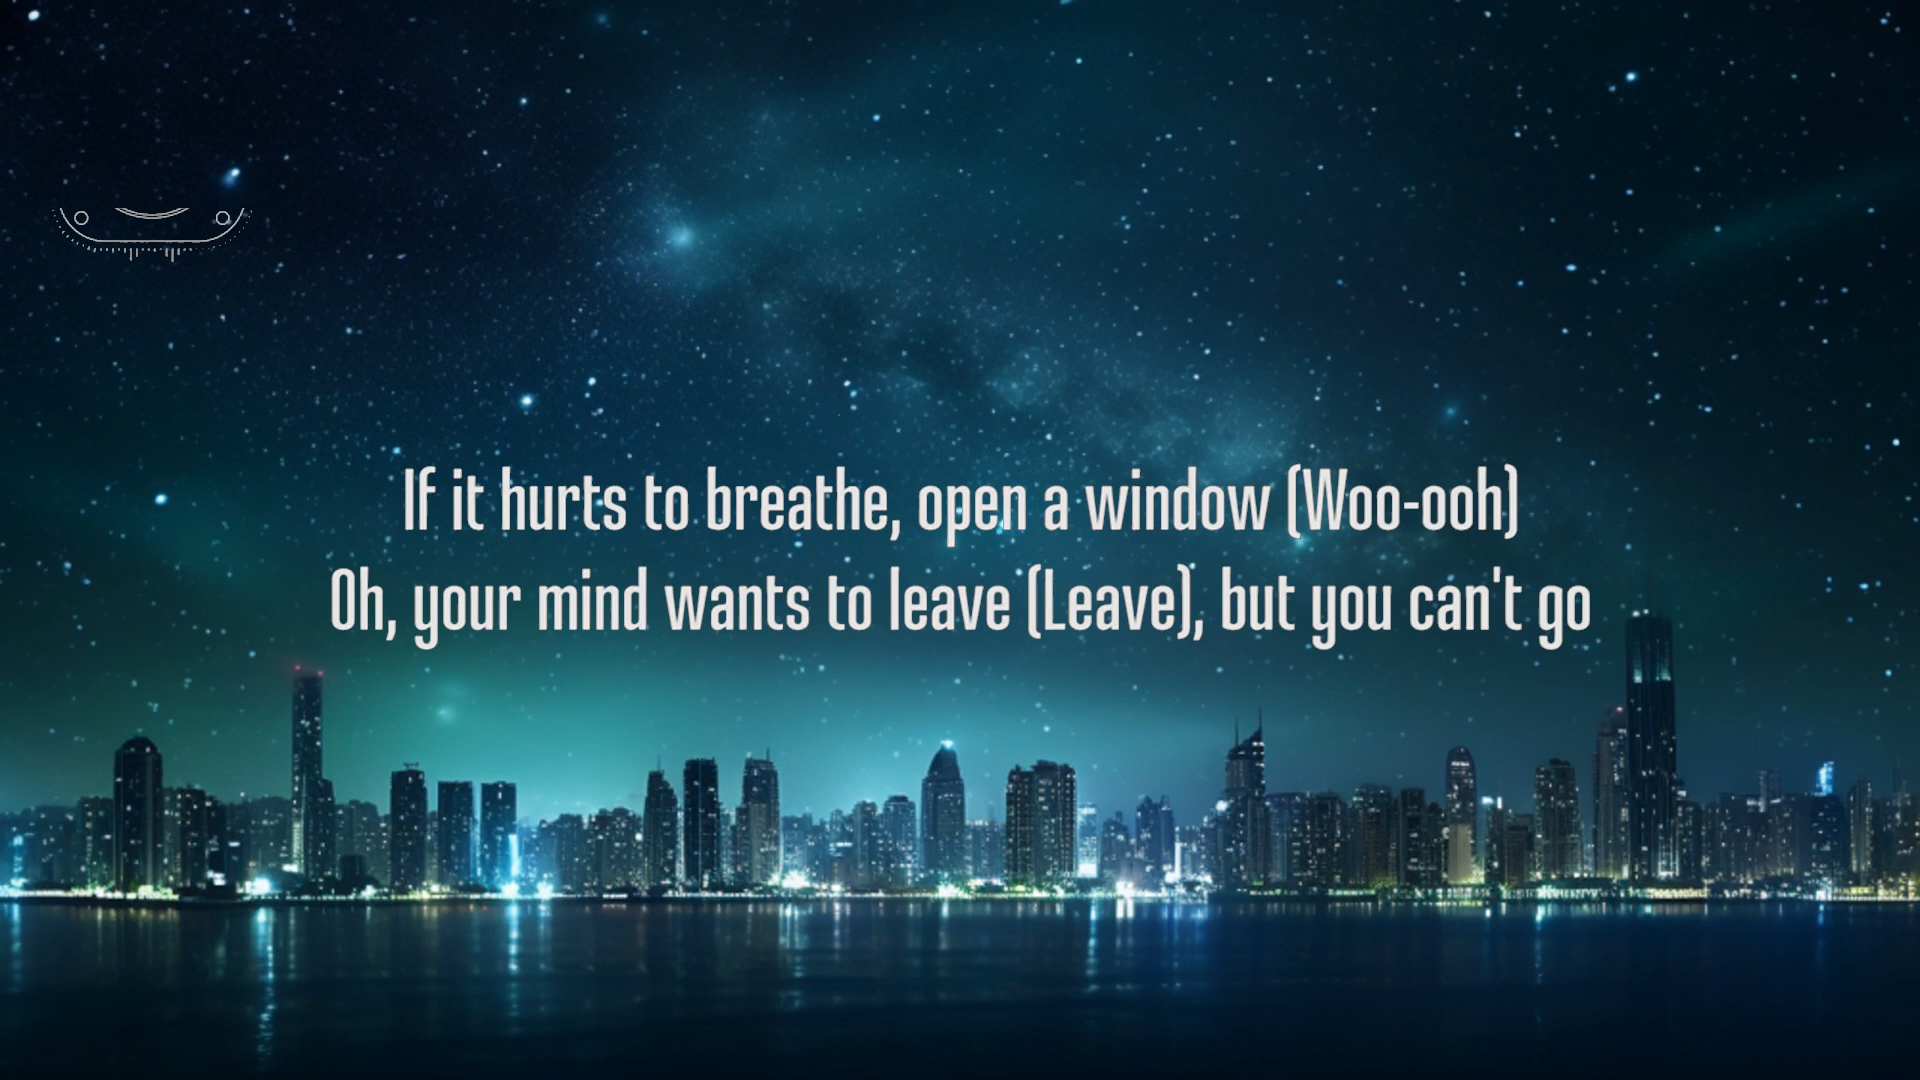 If it hurts to breathe, open a window (Woo-ooh)
Oh, your mind wants to leave (Leave), but you can't go